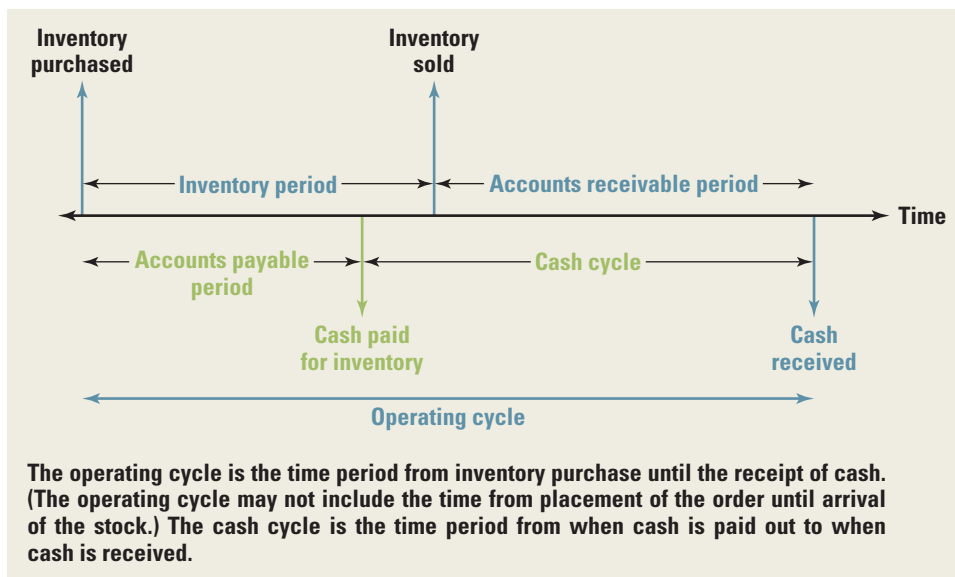 Inventory
purchased
Inventory
sold
Inventory period
Accounts receivable period
Time
Accounts payable
period
Cash cycle
Cash paid
for inventory
Cash
received
Operating cycle
The operating cycle is the time period from inventory purchase until the receipt of cash.
(The operating cycle may not include the time from placement of the order until arrival
of the stock.) The cash cycle is the time period from when cash is paid out to when
cash is received.